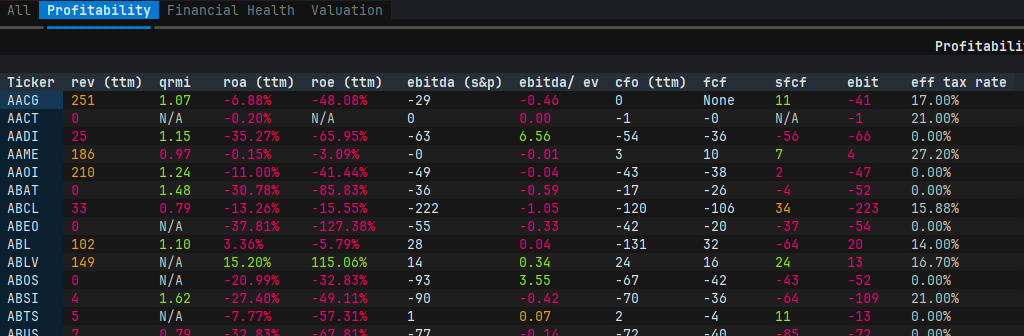 All Profitability Financial Health Valuation
Profitabili
Ticker rev (ttm) qrmi roa (ttm) roe (ttm) ebitda (s&p) ebitda/ ev cfo (ttm) fcf sfcf ebit eff tax rate
AACG 251 1.07 -6.88% -48.08% -29 -0.46 0 None 11 -41 17.00%
AACT 0 N/A -0.20% N/A 0 0.00 -1 -0 N/A -1 21.00%
AADI 25 1.15 -35.27% -65.95% -63 6.56 -54 -36 -56 -66 0.00%
AAME 186 0.97 -0.15% -3.09% -0 -0.01 3 10 7 4 27.20%
AAOI 210 1.24 -11.00% -41.44% -49 -0.04 -43 -38 2 -47 0.00%
ABAT 0 1.48 -30.78% -85.83% -36 -0.59 -17 -26 -4 -52 0.00%
ABCL 33 0.79 -13.26% -15.55% -222 -1.05 -120 -106 34 -223 15.88%
ABEO 0 N/A -37.81% -127.38% -55 -0.33 -42 -20 -37 -54 0.00%
ABL 102 1.10 3.36% -5.79% 28 0.04 -131 32 -64 20 14.00%
ABLV 149 N/A 15.20% 115.06% 14 0.34 24 16 24 13 16.70%
ABOS 0 N/A -20.99% -32.83% -93 3.55 -67 -42 -43 -52 0.00%
ABSI 4 1.62 -27.40% -49.11% -90 -0.42 -70 -36 -64 -109 21.00%
ABTS 5 N/A -7.77% -57.31% 1 0.07 2 -4 11 -13 0.00%
ABUS 7 0.79 -32.83% -67.81% -77 -0.14 -72 -40 -85 -72 0.00%